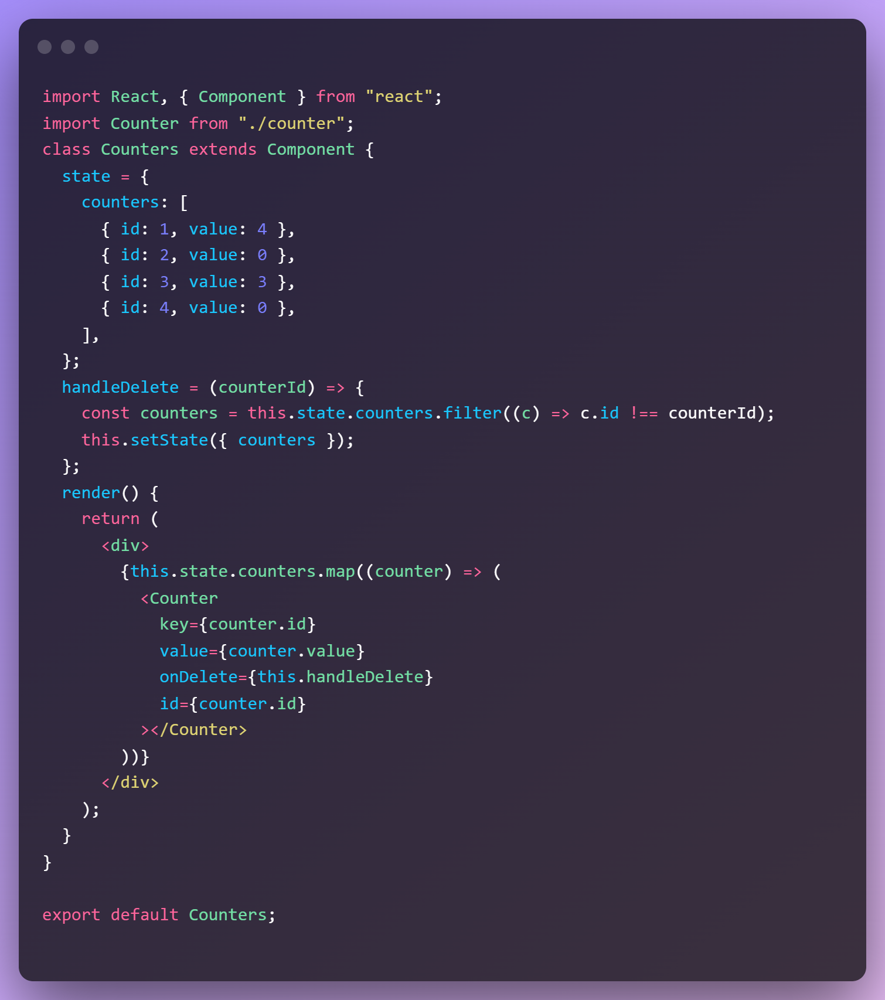 import React, { Component } from "react";
import Counter from "./counter";
class Counters extends Component {
  state = {
    counters: [
      { id: 1, value: 4 },
      { id: 2, value: 0 },
      { id: 3, value: 3 },
      { id: 4, value: 0 },
    ],
  };
  handleDelete = (counterId) => {
    const counters = this.state.counters.filter((c) => c.id !== counterId);
    this.setState({ counters });
  };
  render() {
    return (
      <div>
        {this.state.counters.map((counter) => (
          <Counter
            key={counter.id}
            value={counter.value}
            onDelete={this.handleDelete}
            id={counter.id}
          ></Counter>
        ))}
      </div>
    );
  }
}

export default Counters;